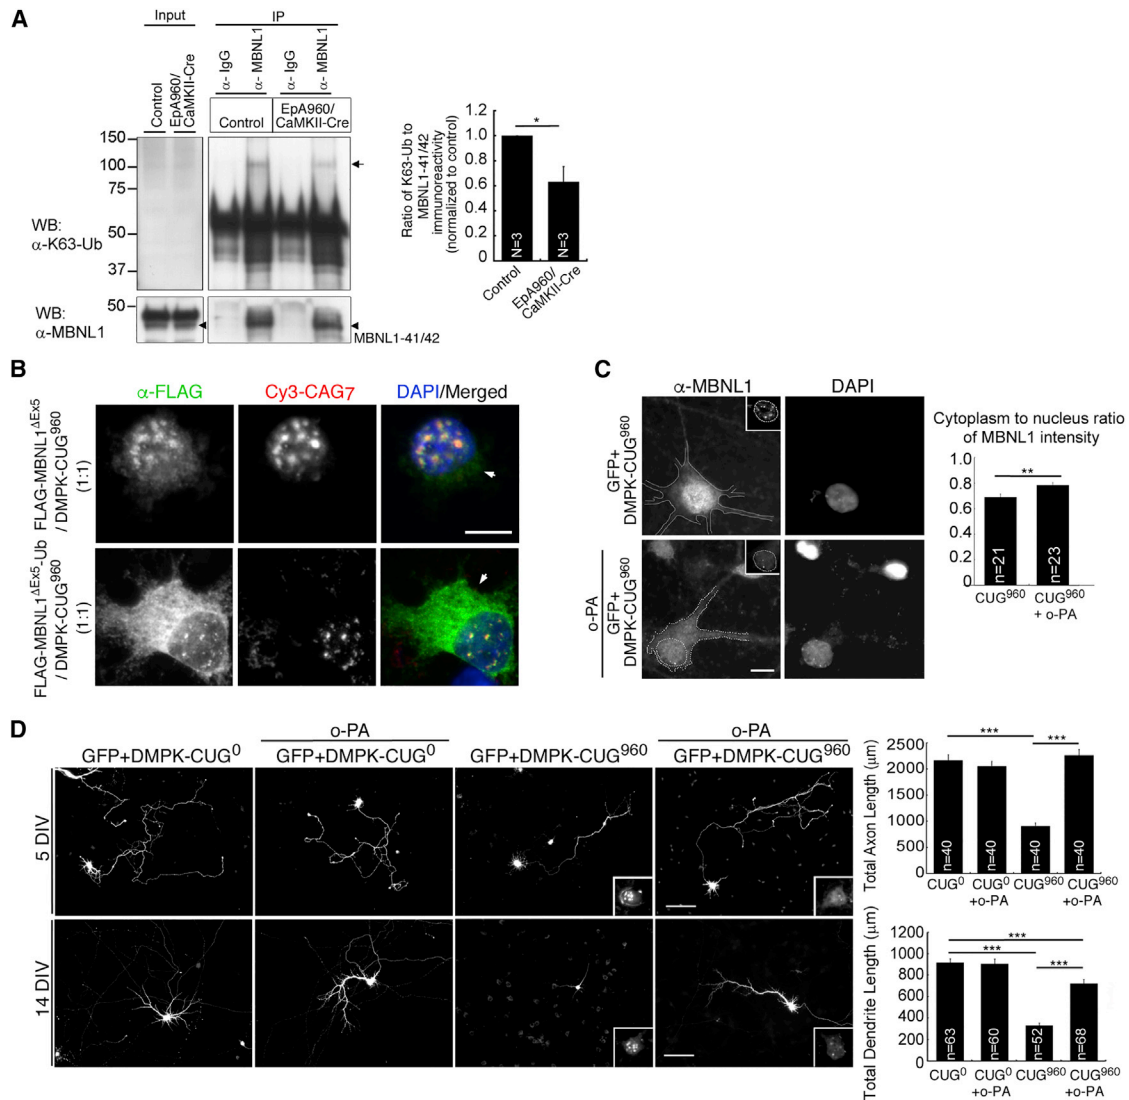 A
Input
IP
Control
EpA960/
CaMKII-Cre
α- IgG
α- MBNL1
α- IgG
α- MBNL1
Control
EpA960/
CaMKII-Cre
150
100
75
50
37
WB:
α-K63-Ub
50
WB:
α-MBNL1
MBNL1-41/42
Ratio of K63-Ub to
MBNL1-41/42
immunoreactivity
(normalized to control)
1.2
1.0
0.8
0.6
0.4
0.2
0
*
N=3
N=3
Control
EpA960/
CaMKII-Cre
B
α-FLAG
Cy3-CAG7
DAPI/Merged
FLAG-MBNL1ΔEx5
/ DMPK-CUG960
(1:1)
FLAG-MBNL1ΔEx5-Ub
/ DMPK-CUG960
(1:1)
C
α-MBNL1
DAPI
GFP+
DMPK-CUG960
o-PA
GFP+
DMPK-CUG960
Cytoplasm to nucleus ratio
of MBNL1 intensity
1.0
0.8
0.6
0.4
0.2
0
**
n=21
n=23
CUG960
CUG960
+ o-PA
D
o-PA
o-PA
GFP+DMPK-CUG0
GFP+DMPK-CUG0
GFP+DMPK-CUG960
GFP+DMPK-CUG960
5 DIV
14 DIV
Total Axon Length (μm)
2500
2000
1500
1000
500
0
***
***
n=40
n=40
n=40
n=40
CUG0
CUG0
+o-PA
CUG960
CUG960
+o-PA
Total Dendrite Length (μm)
1200
1000
800
600
400
200
0
***
***
***
n=63
n=60
n=52
n=68
CUG0
CUG0
+o-PA
CUG960
CUG960
+o-PA